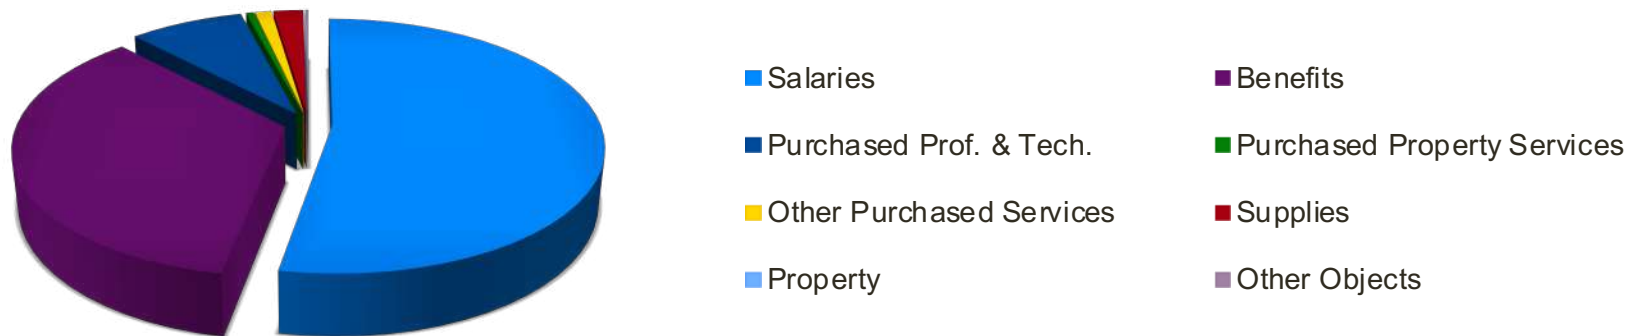 Salaries
Benefits
Purchased Prof. & Tech.
Purchased Property Services
Other Purchased Services
Supplies
Property
Other Objects